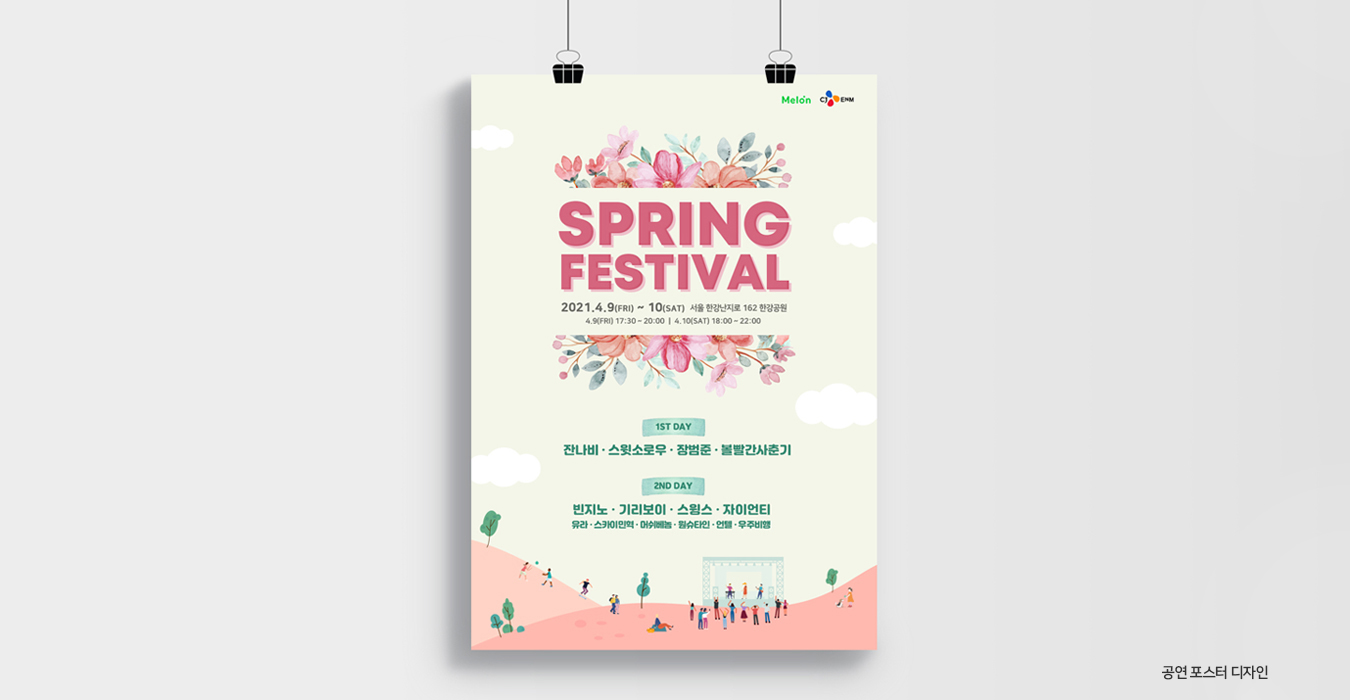 Melon CJ ENM
SPRING
FESTIVAL
2021.4.9(FRI) ~ 10(SAT) 서울 한강난지로 162 한강공원
4.9(FRI) 17:30 ~ 20:00 | 4.10(SAT) 18:00 ~ 22:00
1ST DAY
잔나비 · 스윗소로우 · 장범준 · 볼빨간사춘기
2ND DAY
빈지노 · 기리보이 · 스윙스 · 자이언티
유라 · 스카이민혁 · 머쉬베놈 · 원슈타인 · 언텔 · 우주비행
공연 포스터 디자인